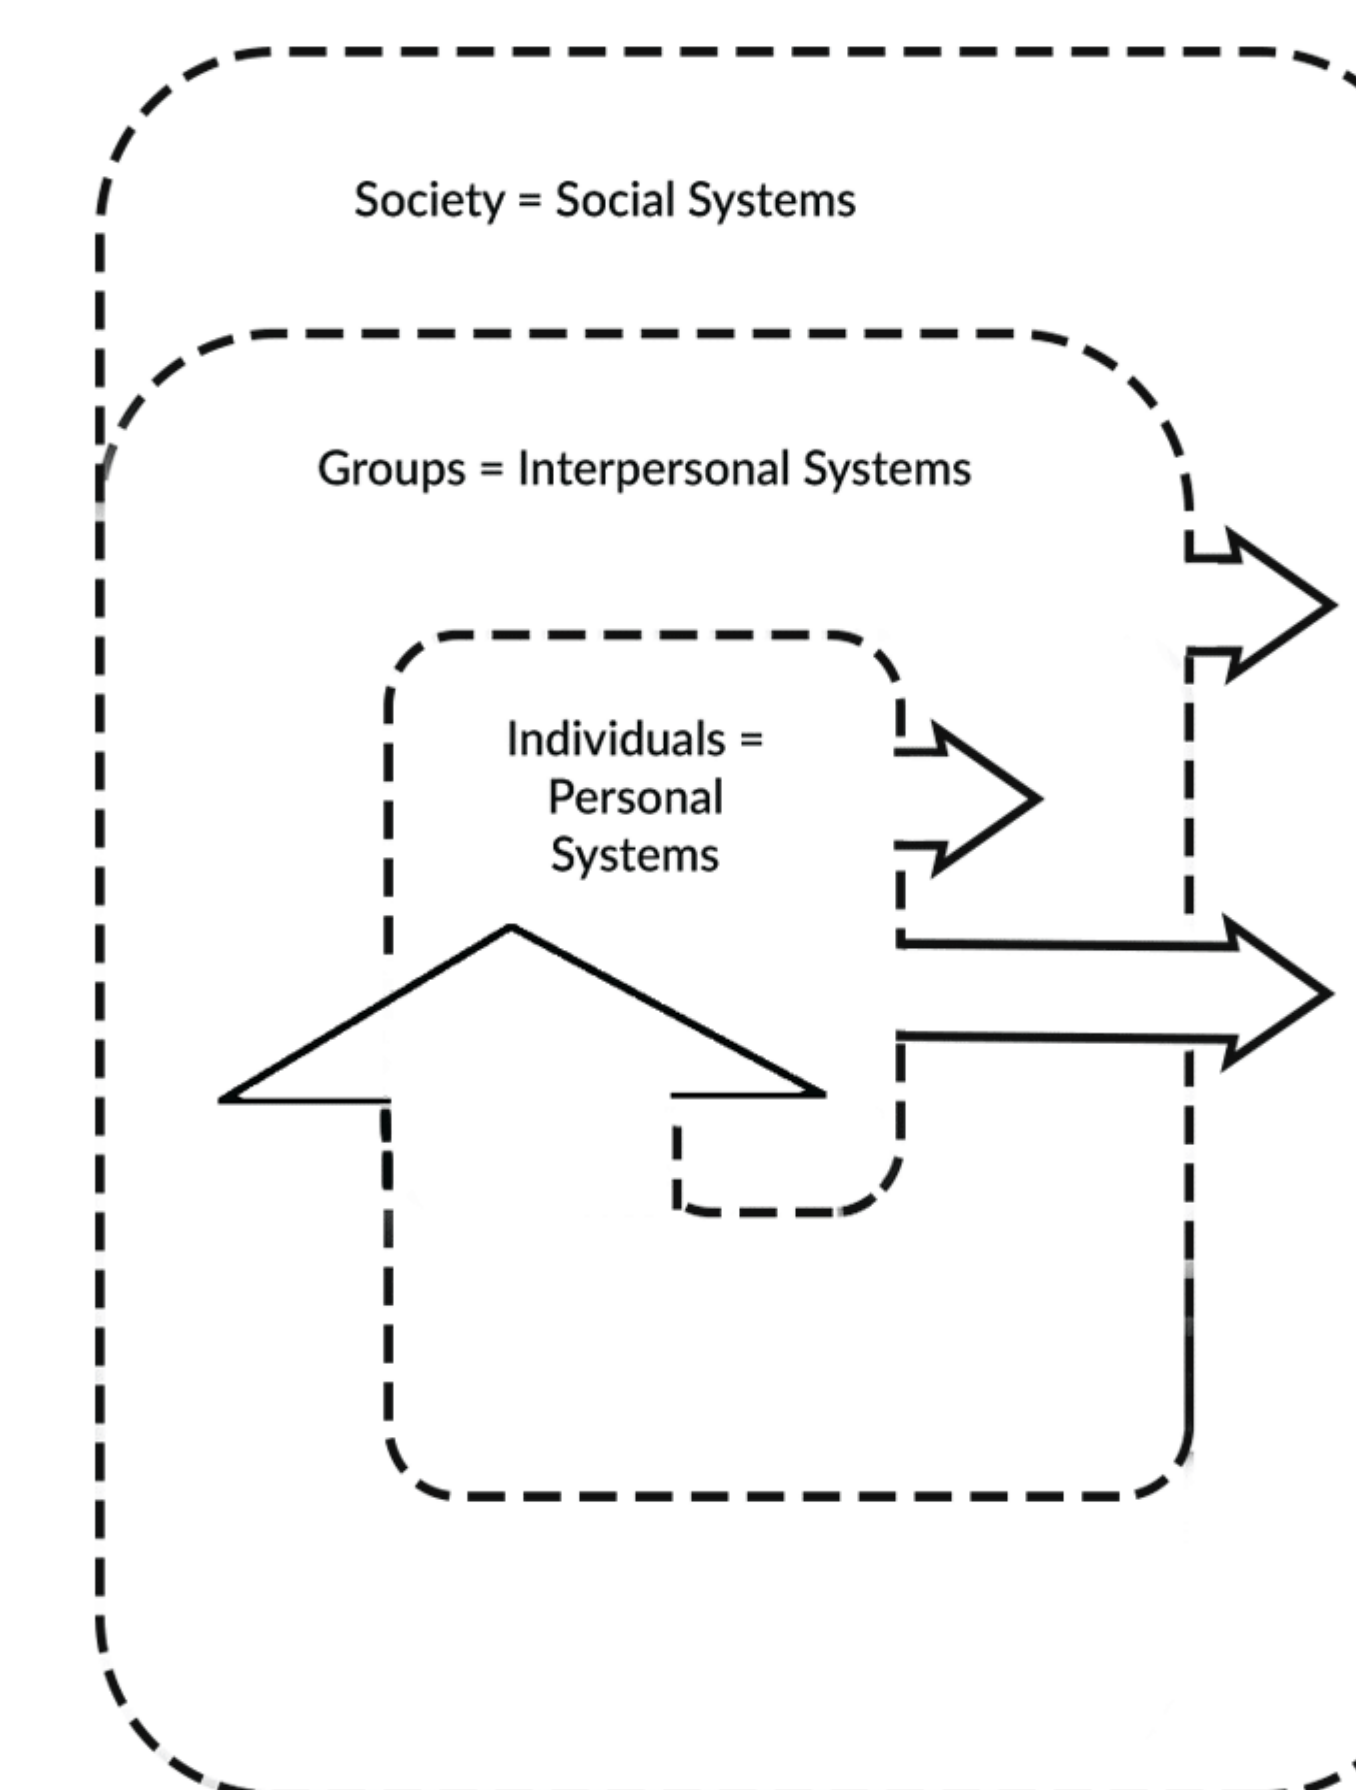 Society = Social Systems
Groups = Interpersonal Systems
Individuals =
Personal
Systems